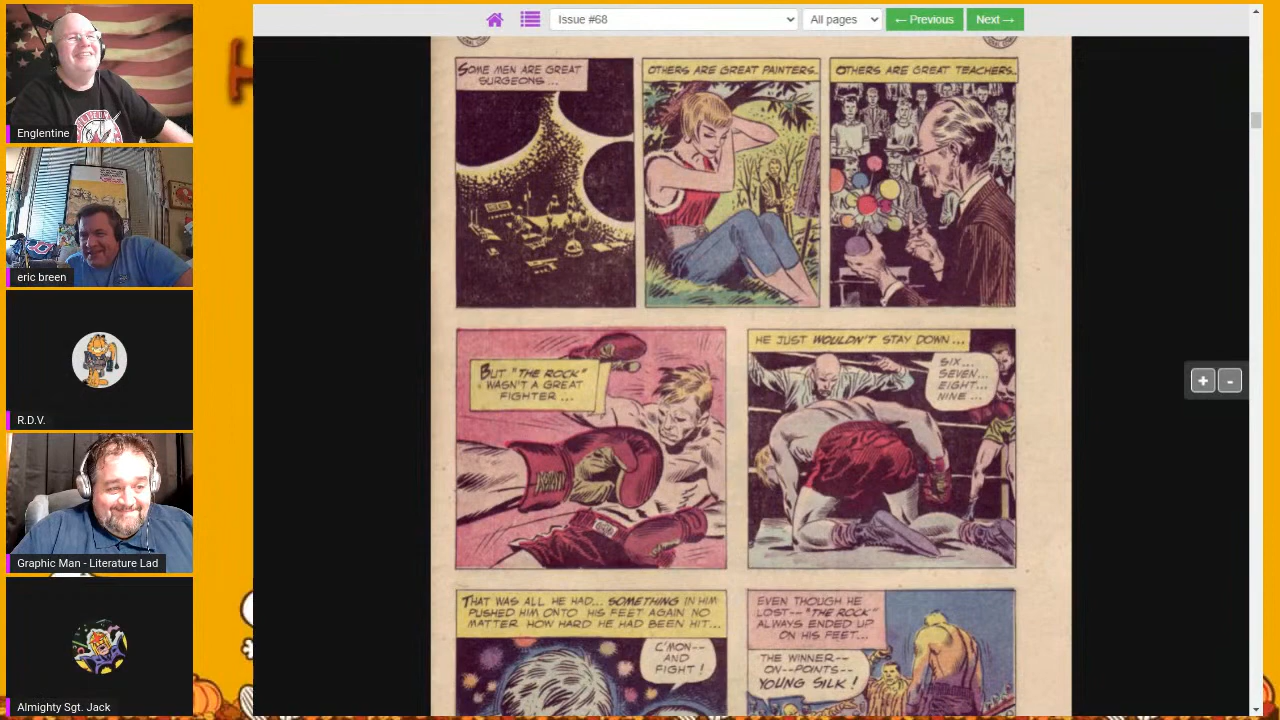 Issue #68
All pages
← Previous
Next →
SOME MEN ARE GREAT
SURGEONS...
OTHERS ARE GREAT PAINTERS...
OTHERS ARE GREAT TEACHERS...
BUT "THE ROCK"
WASN'T A GREAT
FIGHTER...
HE JUST WOULDN'T STAY DOWN...
SIX...
SEVEN...
EIGHT...
NINE...
THAT WAS ALL HE HAD... SOMETHING IN HIM
PUSHED HIM ONTO HIS FEET AGAIN NO
MATTER HOW HARD HE HAD BEEN HIT...
C'MON--
AND
FIGHT!
EVEN THOUGH HE
LOST-- "THE ROCK"
ALWAYS ENDED UP
ON HIS FEET...
THE WINNER--
ON--POINTS--
YOUNG SILK!
+
-
Englentine
eric breen
R.D.V.
Graphic Man - Literature Lad
Almighty Sgt. Jack
H